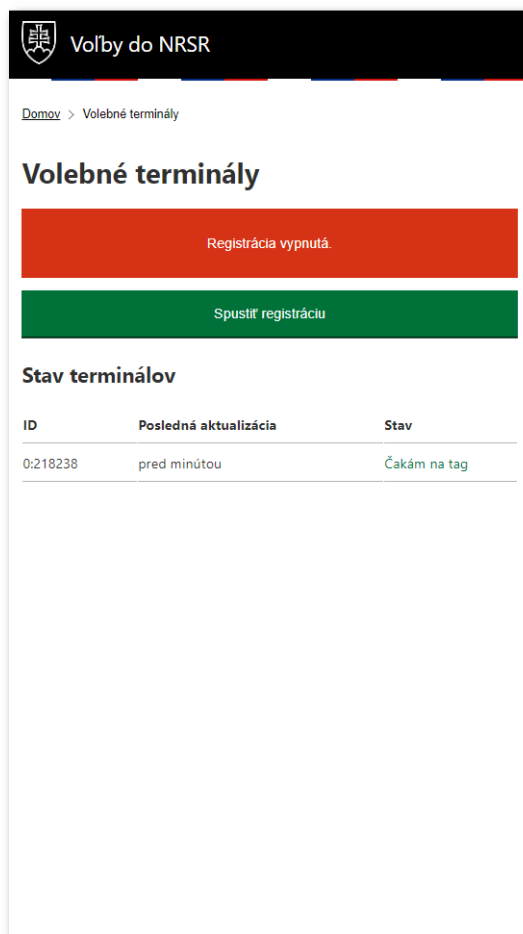 Voľby do NRSR
Domov > Volebné terminály
Volebné terminály
Registrácia vypnutá.
Spustiť registráciu
Stav terminálov
ID Posledná aktualizácia Stav
0:218238 pred minútou Čakám na tag